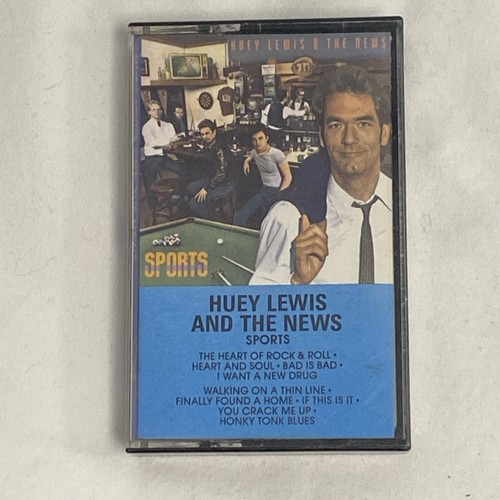 HUEY LEWIS & THE NEWS
SPORTS
HUEY LEWIS
AND THE NEWS
SPORTS
THE HEART OF ROCK & ROLL •
HEART AND SOUL • BAD IS BAD •
I WANT A NEW DRUG
WALKING ON A THIN LINE •
FINALLY FOUND A HOME • IF THIS IS IT •
YOU CRACK ME UP •
HONKY TONK BLUES